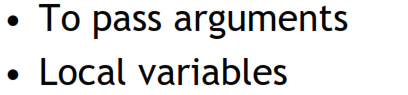 • To pass arguments
• Local variables